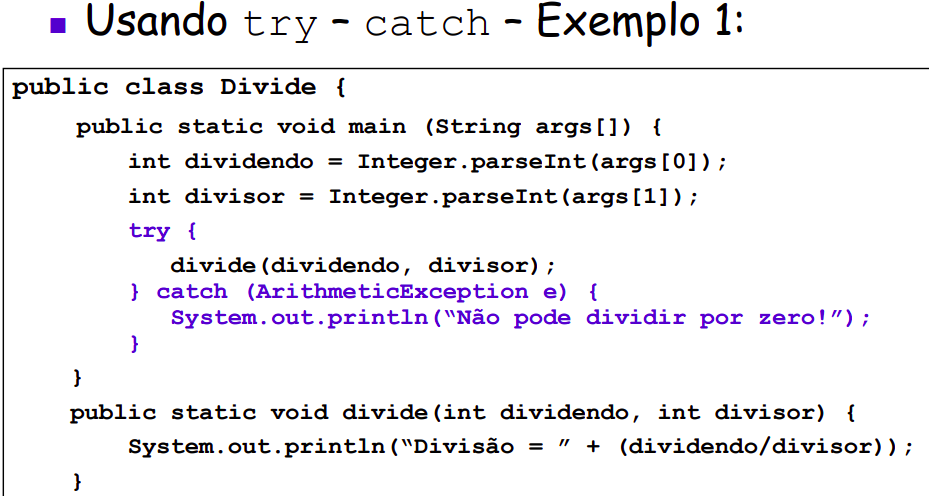 Usando try – catch – Exemplo 1:
public class Divide {
public static void main (String args[]) {
int dividendo = Integer.parseInt(args[0]);
int divisor = Integer.parseInt(args[1]);
try {
divide(dividendo, divisor);
} catch (ArithmeticException e) {
System.out.println(“Não pode dividir por zero!”);
}
}
public static void divide(int dividendo, int divisor) {
System.out.println(“Divisão = ” + (dividendo/divisor));
}